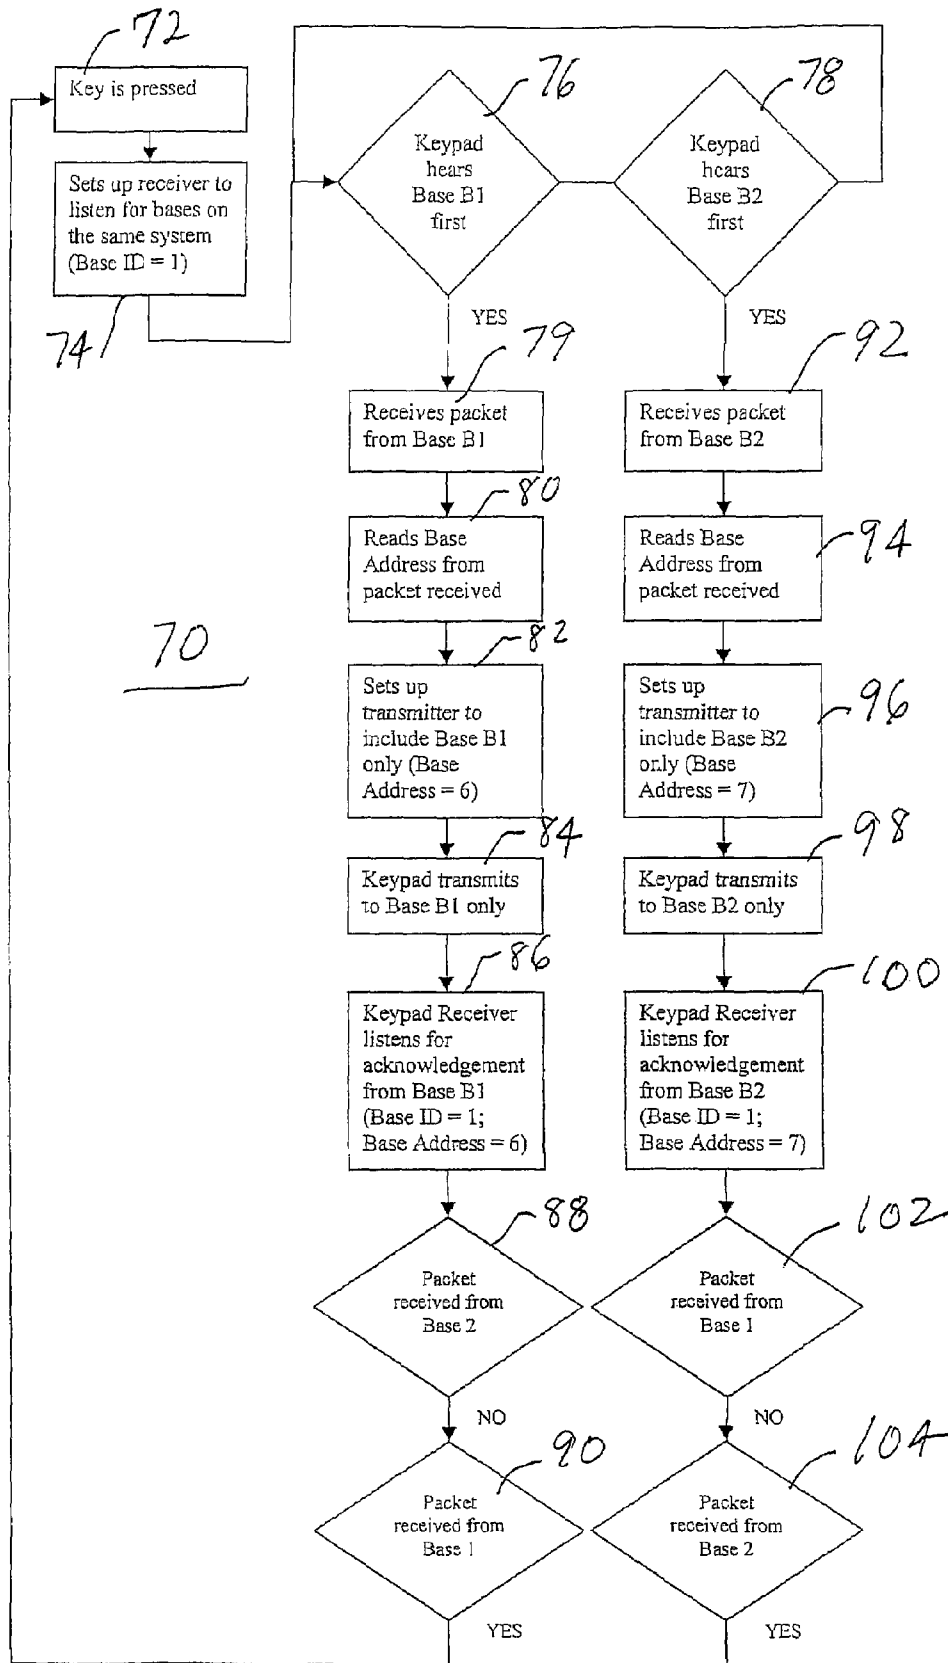 72
Key is pressed
Sets up receiver to
listen for bases on
the same system
(Base ID = 1)
74
76
Keypad
hears
Base B1
first
78
Keypad
hears
Base B2
first
YES
YES
79
Receives packet
from Base B1
92
Receives packet
from Base B2
80
Reads Base
Address from
packet received
94
Reads Base
Address from
packet received
70
82
Sets up
transmitter to
include Base B1
only (Base
Address = 6)
96
Sets up
transmitter to
include Base B2
only (Base
Address = 7)
84
Keypad transmits
to Base B1 only
98
Keypad transmits
to Base B2 only
86
Keypad Receiver
listens for
acknowledgement
from Base B1
(Base ID = 1;
Base Address = 6)
100
Keypad Receiver
listens for
acknowledgement
from Base B2
(Base ID = 1;
Base Address = 7)
88
Packet
received from
Base 2
102
Packet
received from
Base 1
NO
NO
90
Packet
received from
Base 1
104
Packet
received from
Base 2
YES
YES